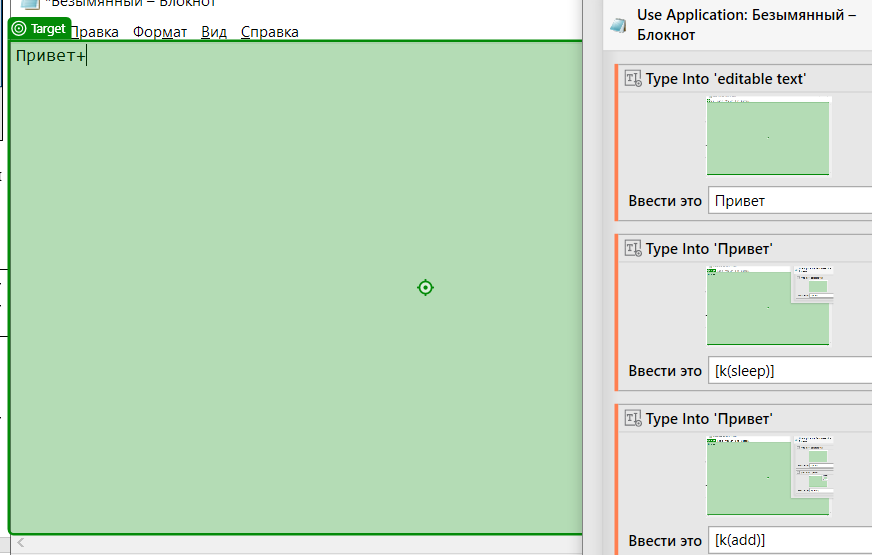 *Безымянный – Блокнот
Target
Правка Формат Вид Справка
Привет+
Use Application: Безымянный –
Блокнот
Type Into 'editable text'
Ввести это Привет
Type Into 'Привет'
Ввести это [k(sleep)]
Type Into 'Привет'
Ввести это [k(add)]